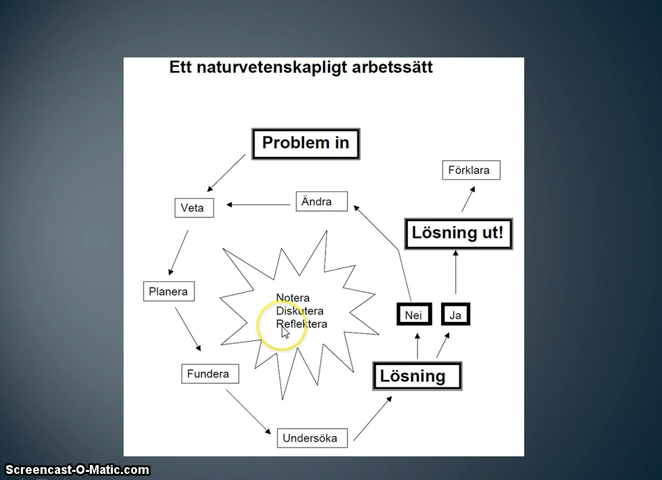 Ett naturvetenskapligt arbetssätt
Problem in
Förklara
Veta
Ändra
Lösning ut!
Planera
Notera
Diskutera
Reflektera
Nei
Ja
Fundera
Lösning
Undersöka
Screencast-O-Matic.com